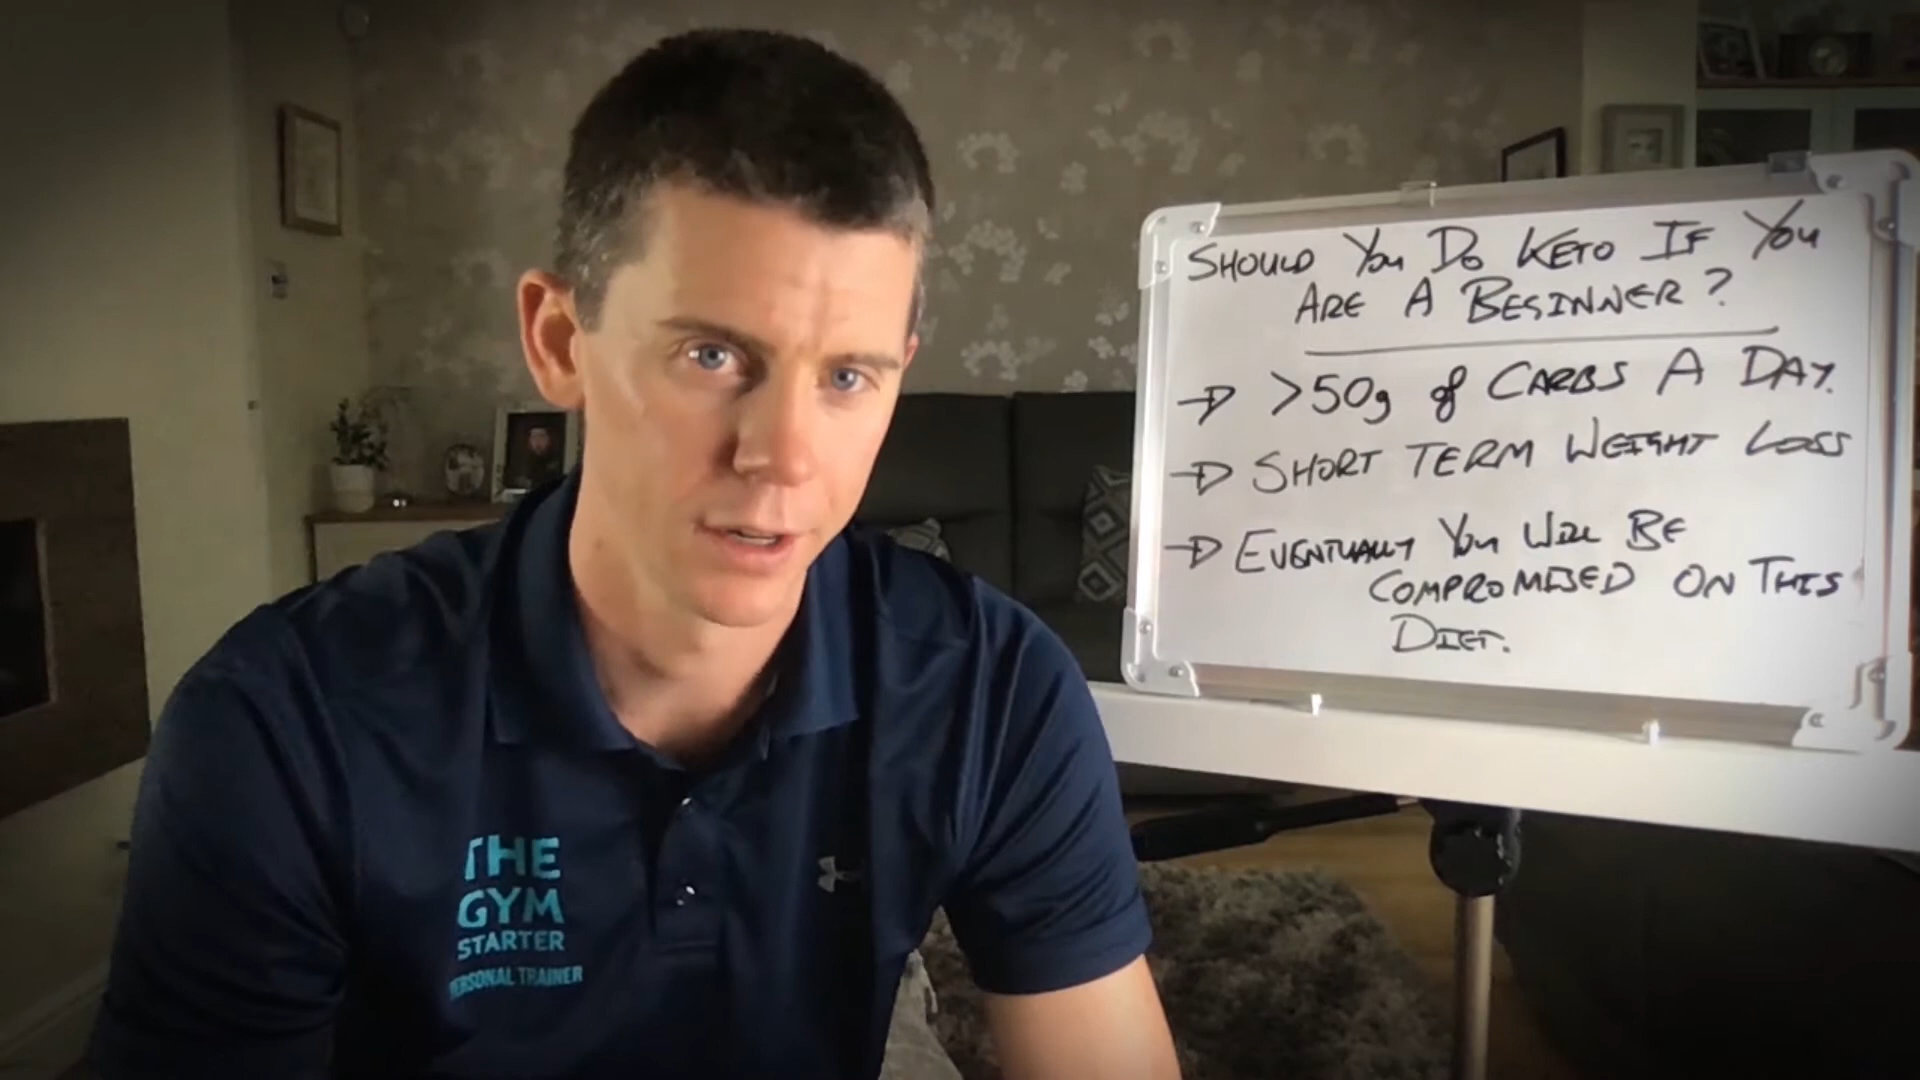 SHOULD YOU DO KETO IF YOU
ARE A BEGINNER?
→ >50g of CARBS A DAY.
→ SHORT TERM WEIGHT LOSS
→ EVENTUALLY YOU WILL BE
COMPROMISED ON THIS
DIET.
THE
GYM
STARTER
PERSONAL TRAINER